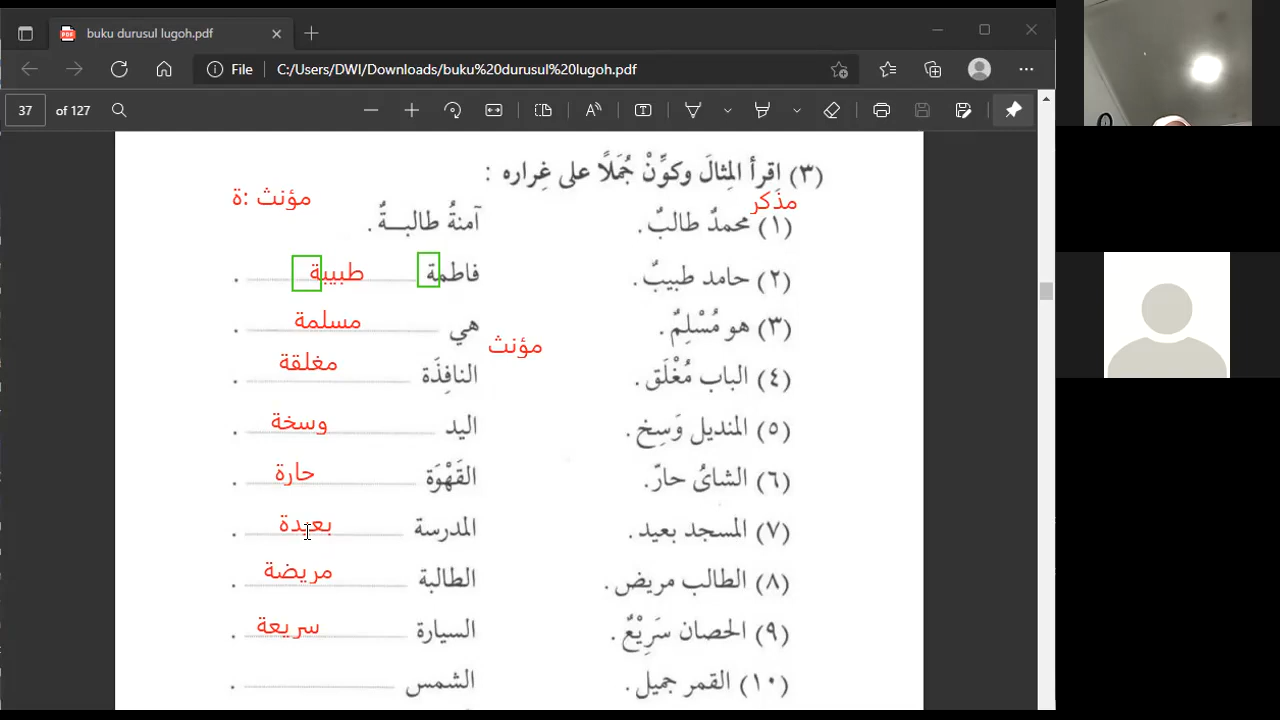 buku durusul lugoh.pdf
File C:/Users/DWI/Downloads/buku%20durusul%20lugoh.pdf
37 of 127
(٣) اقرأ المِثالَ وكوِّنْ جُمَلاً على غِراره :
مذكر مؤنث :ة
(١) محمدٌ طالبٌ . آمنةُ طالبــةٌ .
(٢) حامد طبيبٌ . فاطمة طبيبة .
(٣) هو مُسْلِمٌ . هي مسلمة .
مؤنث
(٤) الباب مُغْلَق . النافِذَة مغلقة .
(٥) المنديل وَسِخ . اليد وسخة .
(٦) الشاىُ حارّ . القَهْوَة حارة .
(٧) المسجد بعيد . المدرسة بعيدة .
(٨) الطالب مريض . الطالبة مريضة .
(٩) الحصان سَرِيْعٌ . السيارة سريعة .
(١٠) القمر جميل . الشمس .